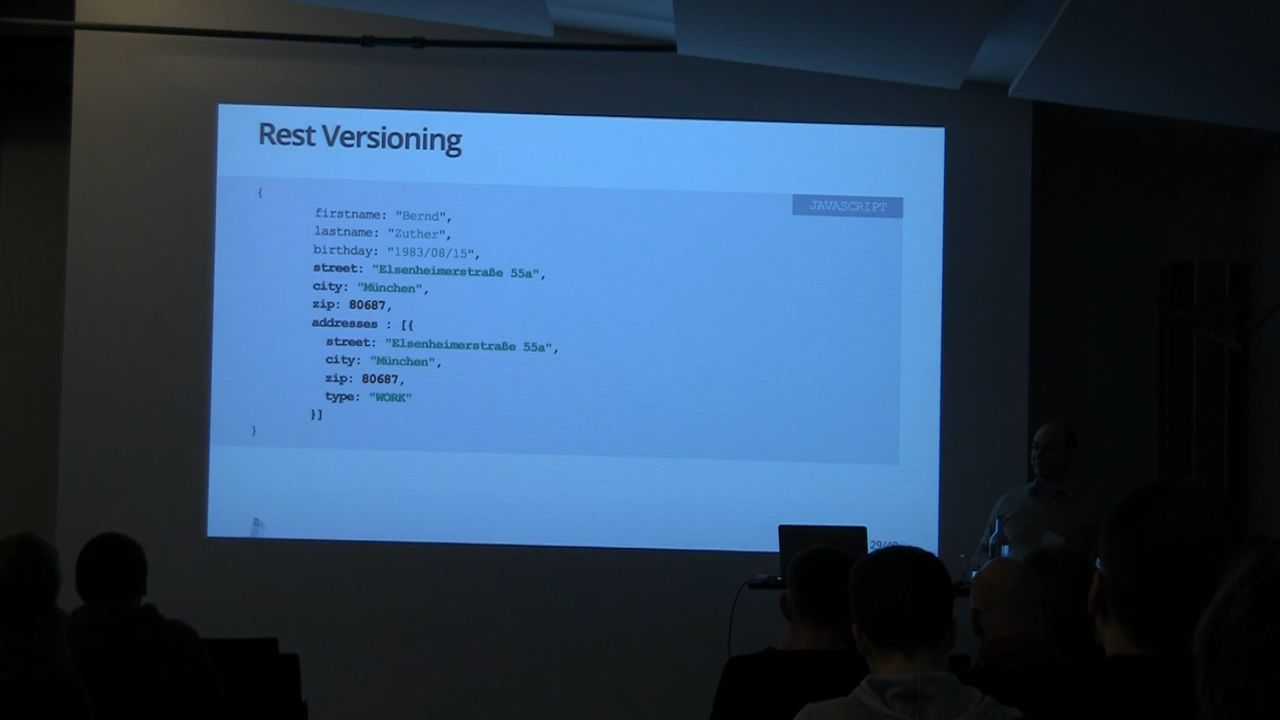 Rest Versioning
JAVASCRIPT
{
firstname: "Bernd",
lastname: "Zuther",
birthday: "1983/08/15",
street: "Elsenheimerstraße 55a",
city: "München",
zip: 80687,
addresses : [{
street: "Elsenheimerstraße 55a",
city: "München",
zip: 80687,
type: "WORK"
}]
}